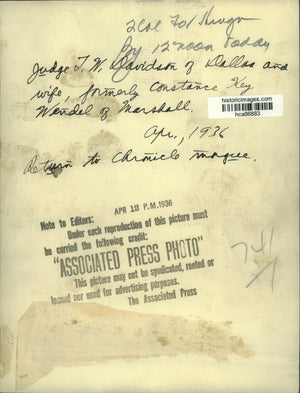 2 col For
By 12 noon Today
Judge T. W. Davidson of Dallas and
wife, formerly Constance Key
Wendel of Marshall.
Apr., 1936
Return to Chronicle morgue.
historicimages.com
hca86883
APR 12 P.M. 1936
Note to Editors:
Under each reproduction of this picture must
be carried the following credit:
"ASSOCIATED PRESS PHOTO"
This picture may not be syndicated, rented or
loaned nor used for advertising purposes.
The Associated Press